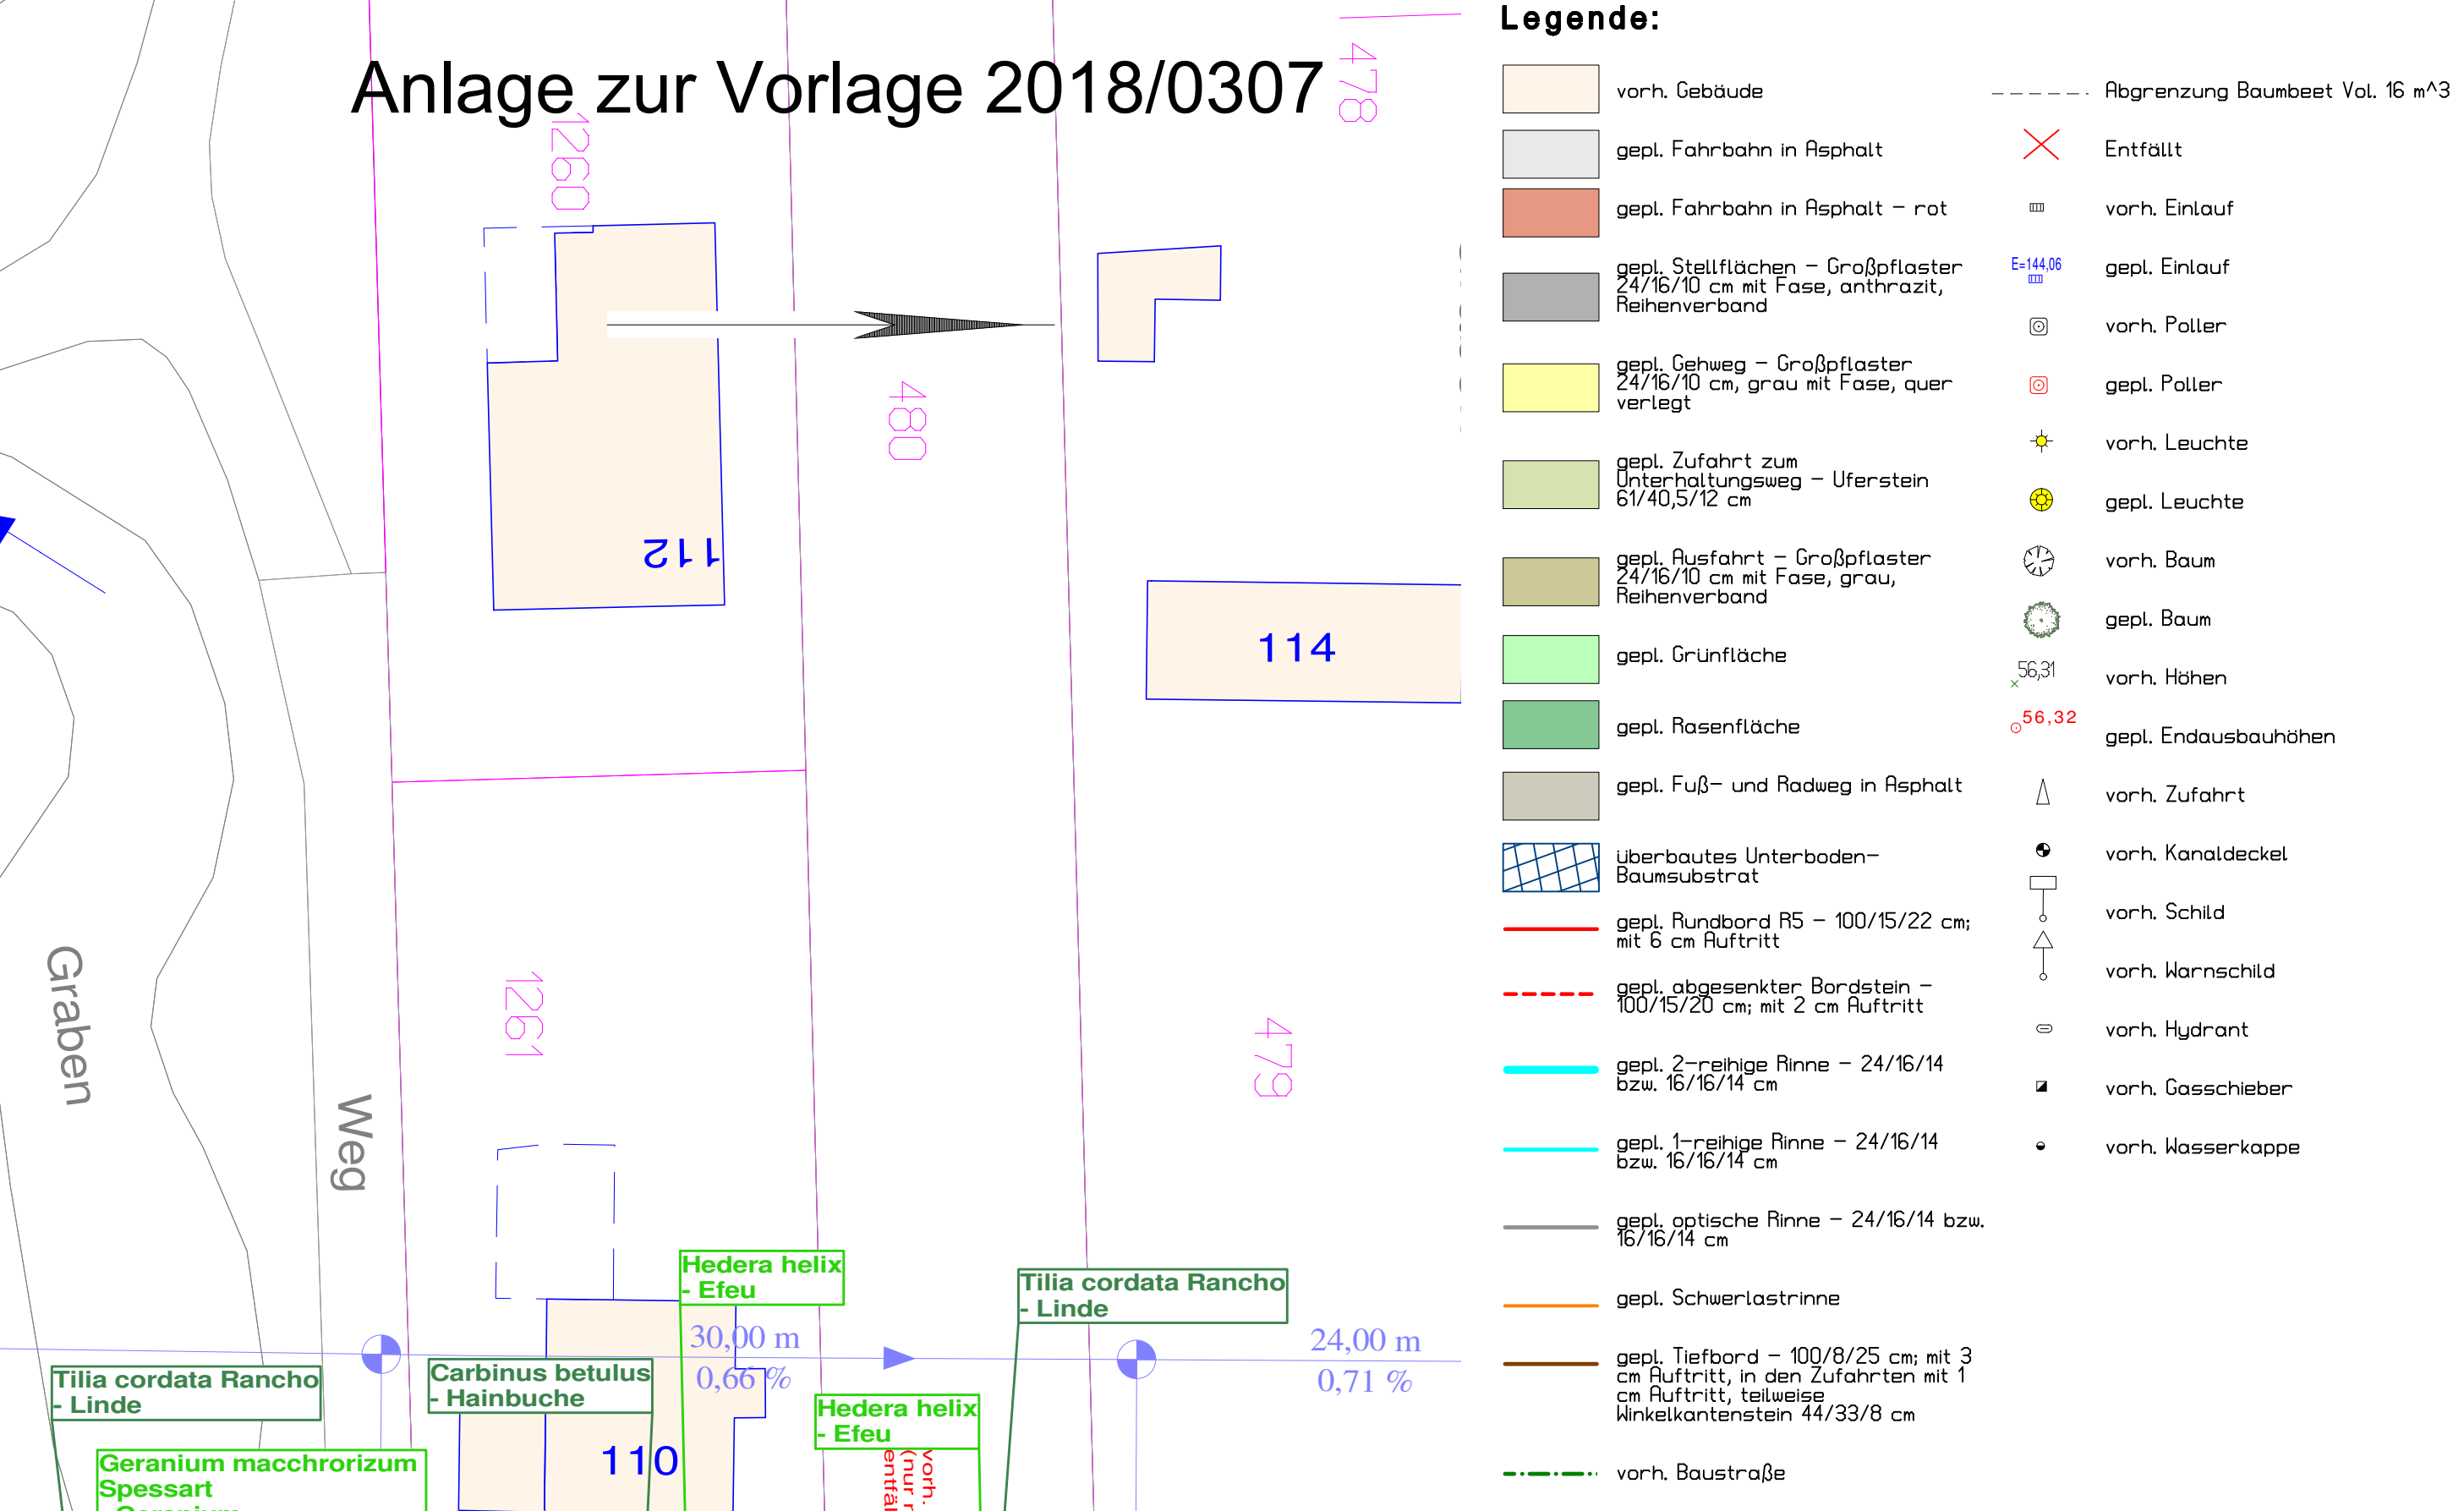 Anlage zur Vorlage 2018/0307
1260
478
480
112
114
1261
479
Graben
Weg
Hedera helix
- Efeu
Tilia cordata Rancho
- Linde
30,00 m
0,66 %
24,00 m
0,71 %
Tilia cordata Rancho
- Linde
Carbinus betulus
- Hainbuche
Hedera helix
- Efeu
110
Geranium macchrorizum
Spessart
vorh.
(nur
Legende:
vorh. Gebäude
gepl. Fahrbahn in Asphalt
gepl. Fahrbahn in Asphalt - rot
gepl. Stellflächen - Großpflaster
24/16/10 cm mit Fase, anthrazit,
Reihenverband
gepl. Gehweg - Großpflaster
24/16/10 cm, grau mit Fase, quer
verlegt
gepl. Zufahrt zum
Unterhaltungsweg - Uferstein
61/40,5/12 cm
gepl. Ausfahrt - Großpflaster
24/16/10 cm mit Fase, grau,
Reihenverband
gepl. Grünfläche
gepl. Rasenfläche
gepl. Fuß- und Radweg in Asphalt
überbautes Unterboden-
Baumsubstrat
gepl. Rundbord R5 - 100/15/22 cm;
mit 6 cm Auftritt
gepl. abgesenkter Bordstein -
100/15/20 cm; mit 2 cm Auftritt
gepl. 2-reihige Rinne - 24/16/14
bzw. 16/16/14 cm
gepl. 1-reihige Rinne - 24/16/14
bzw. 16/16/14 cm
gepl. optische Rinne - 24/16/14 bzw.
16/16/14 cm
gepl. Schwerlastrinne
gepl. Tiefbord - 100/8/25 cm; mit 3
cm Auftritt, in den Zufahrten mit 1
cm Auftritt, teilweise
Winkelkantenstein 44/33/8 cm
vorh. Baustraße
Abgrenzung Baumbeet Vol. 16 m^3
Entfällt
vorh. Einlauf
E=144,06
gepl. Einlauf
vorh. Poller
gepl. Poller
vorh. Leuchte
gepl. Leuchte
vorh. Baum
gepl. Baum
56,31
vorh. Höhen
56,32
gepl. Endausbauhöhen
vorh. Zufahrt
vorh. Kanaldeckel
vorh. Schild
vorh. Warnschild
vorh. Hydrant
vorh. Gasschieber
vorh. Wasserkappe